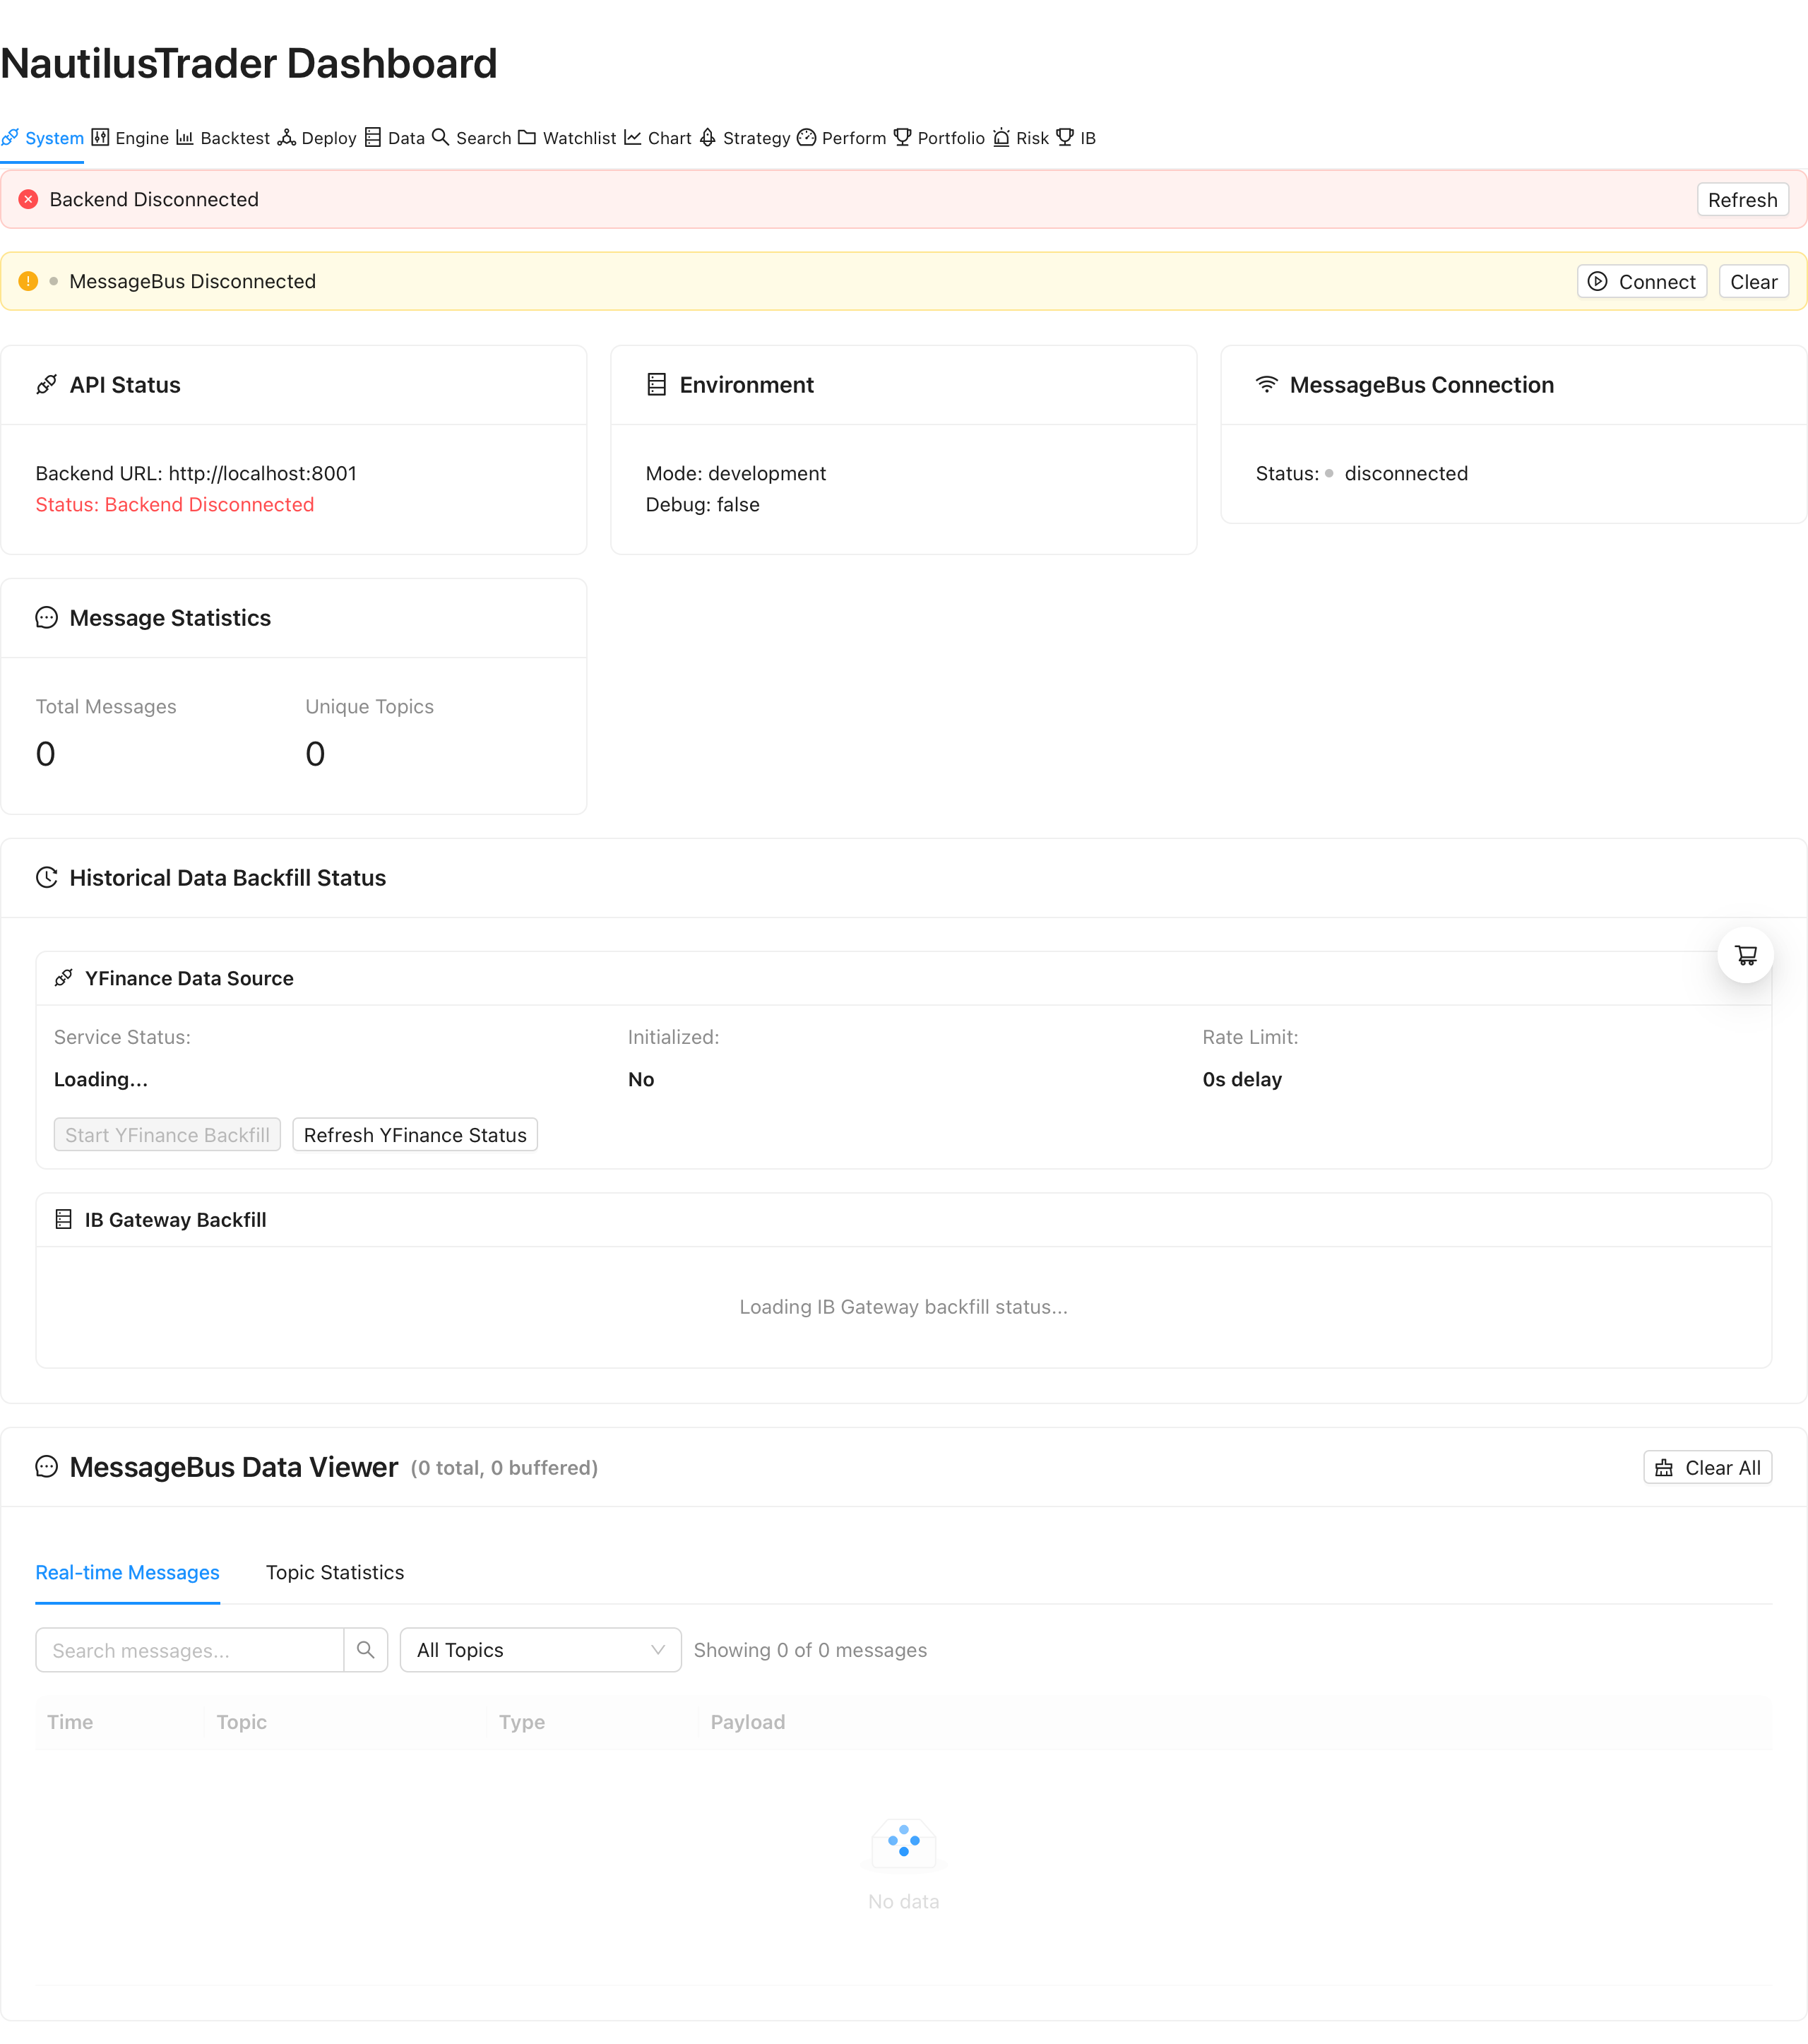 NautilusTrader Dashboard
System Engine Backtest Deploy Data Search Watchlist Chart Strategy Perform Portfolio Risk IB
Backend Disconnected Refresh
MessageBus Disconnected Connect Clear
API Status
Backend URL: http://localhost:8001
Status: Backend Disconnected
Environment
Mode: development
Debug: false
MessageBus Connection
Status: disconnected
Message Statistics
Total Messages Unique Topics
0 0
Historical Data Backfill Status
YFinance Data Source
Service Status: Initialized: Rate Limit:
Loading... No 0s delay
Start YFinance Backfill Refresh YFinance Status
IB Gateway Backfill
Loading IB Gateway backfill status...
MessageBus Data Viewer (0 total, 0 buffered) Clear All
Real-time Messages Topic Statistics
Search messages... All Topics Showing 0 of 0 messages
Time Topic Type Payload
No data